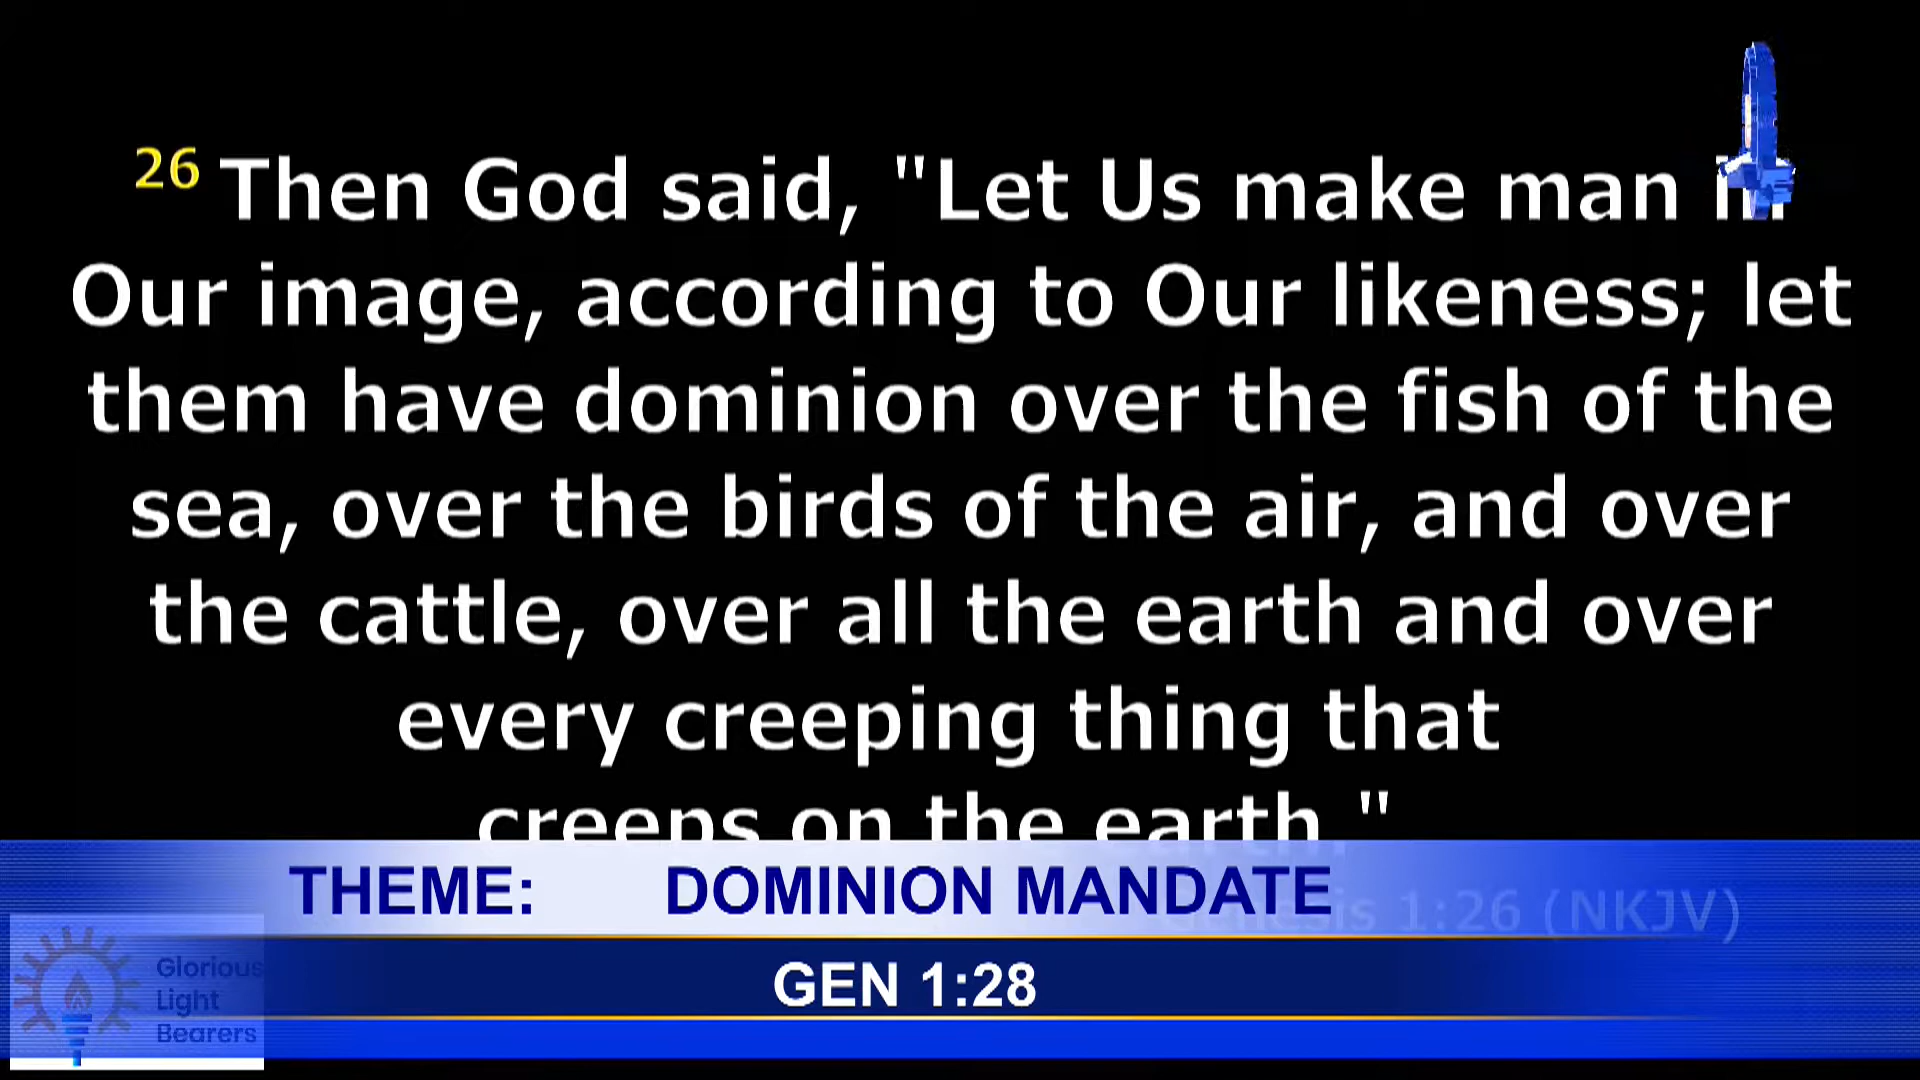 26 Then God said, "Let Us make man in
Our image, according to Our likeness; let
them have dominion over the fish of the
sea, over the birds of the air, and over
the cattle, over all the earth and over
every creeping thing that
creeps on the earth."
THEME: DOMINION MANDATE
Genesis 1:26 (NKJV)
GEN 1:28
Glorious
Light
Bearers